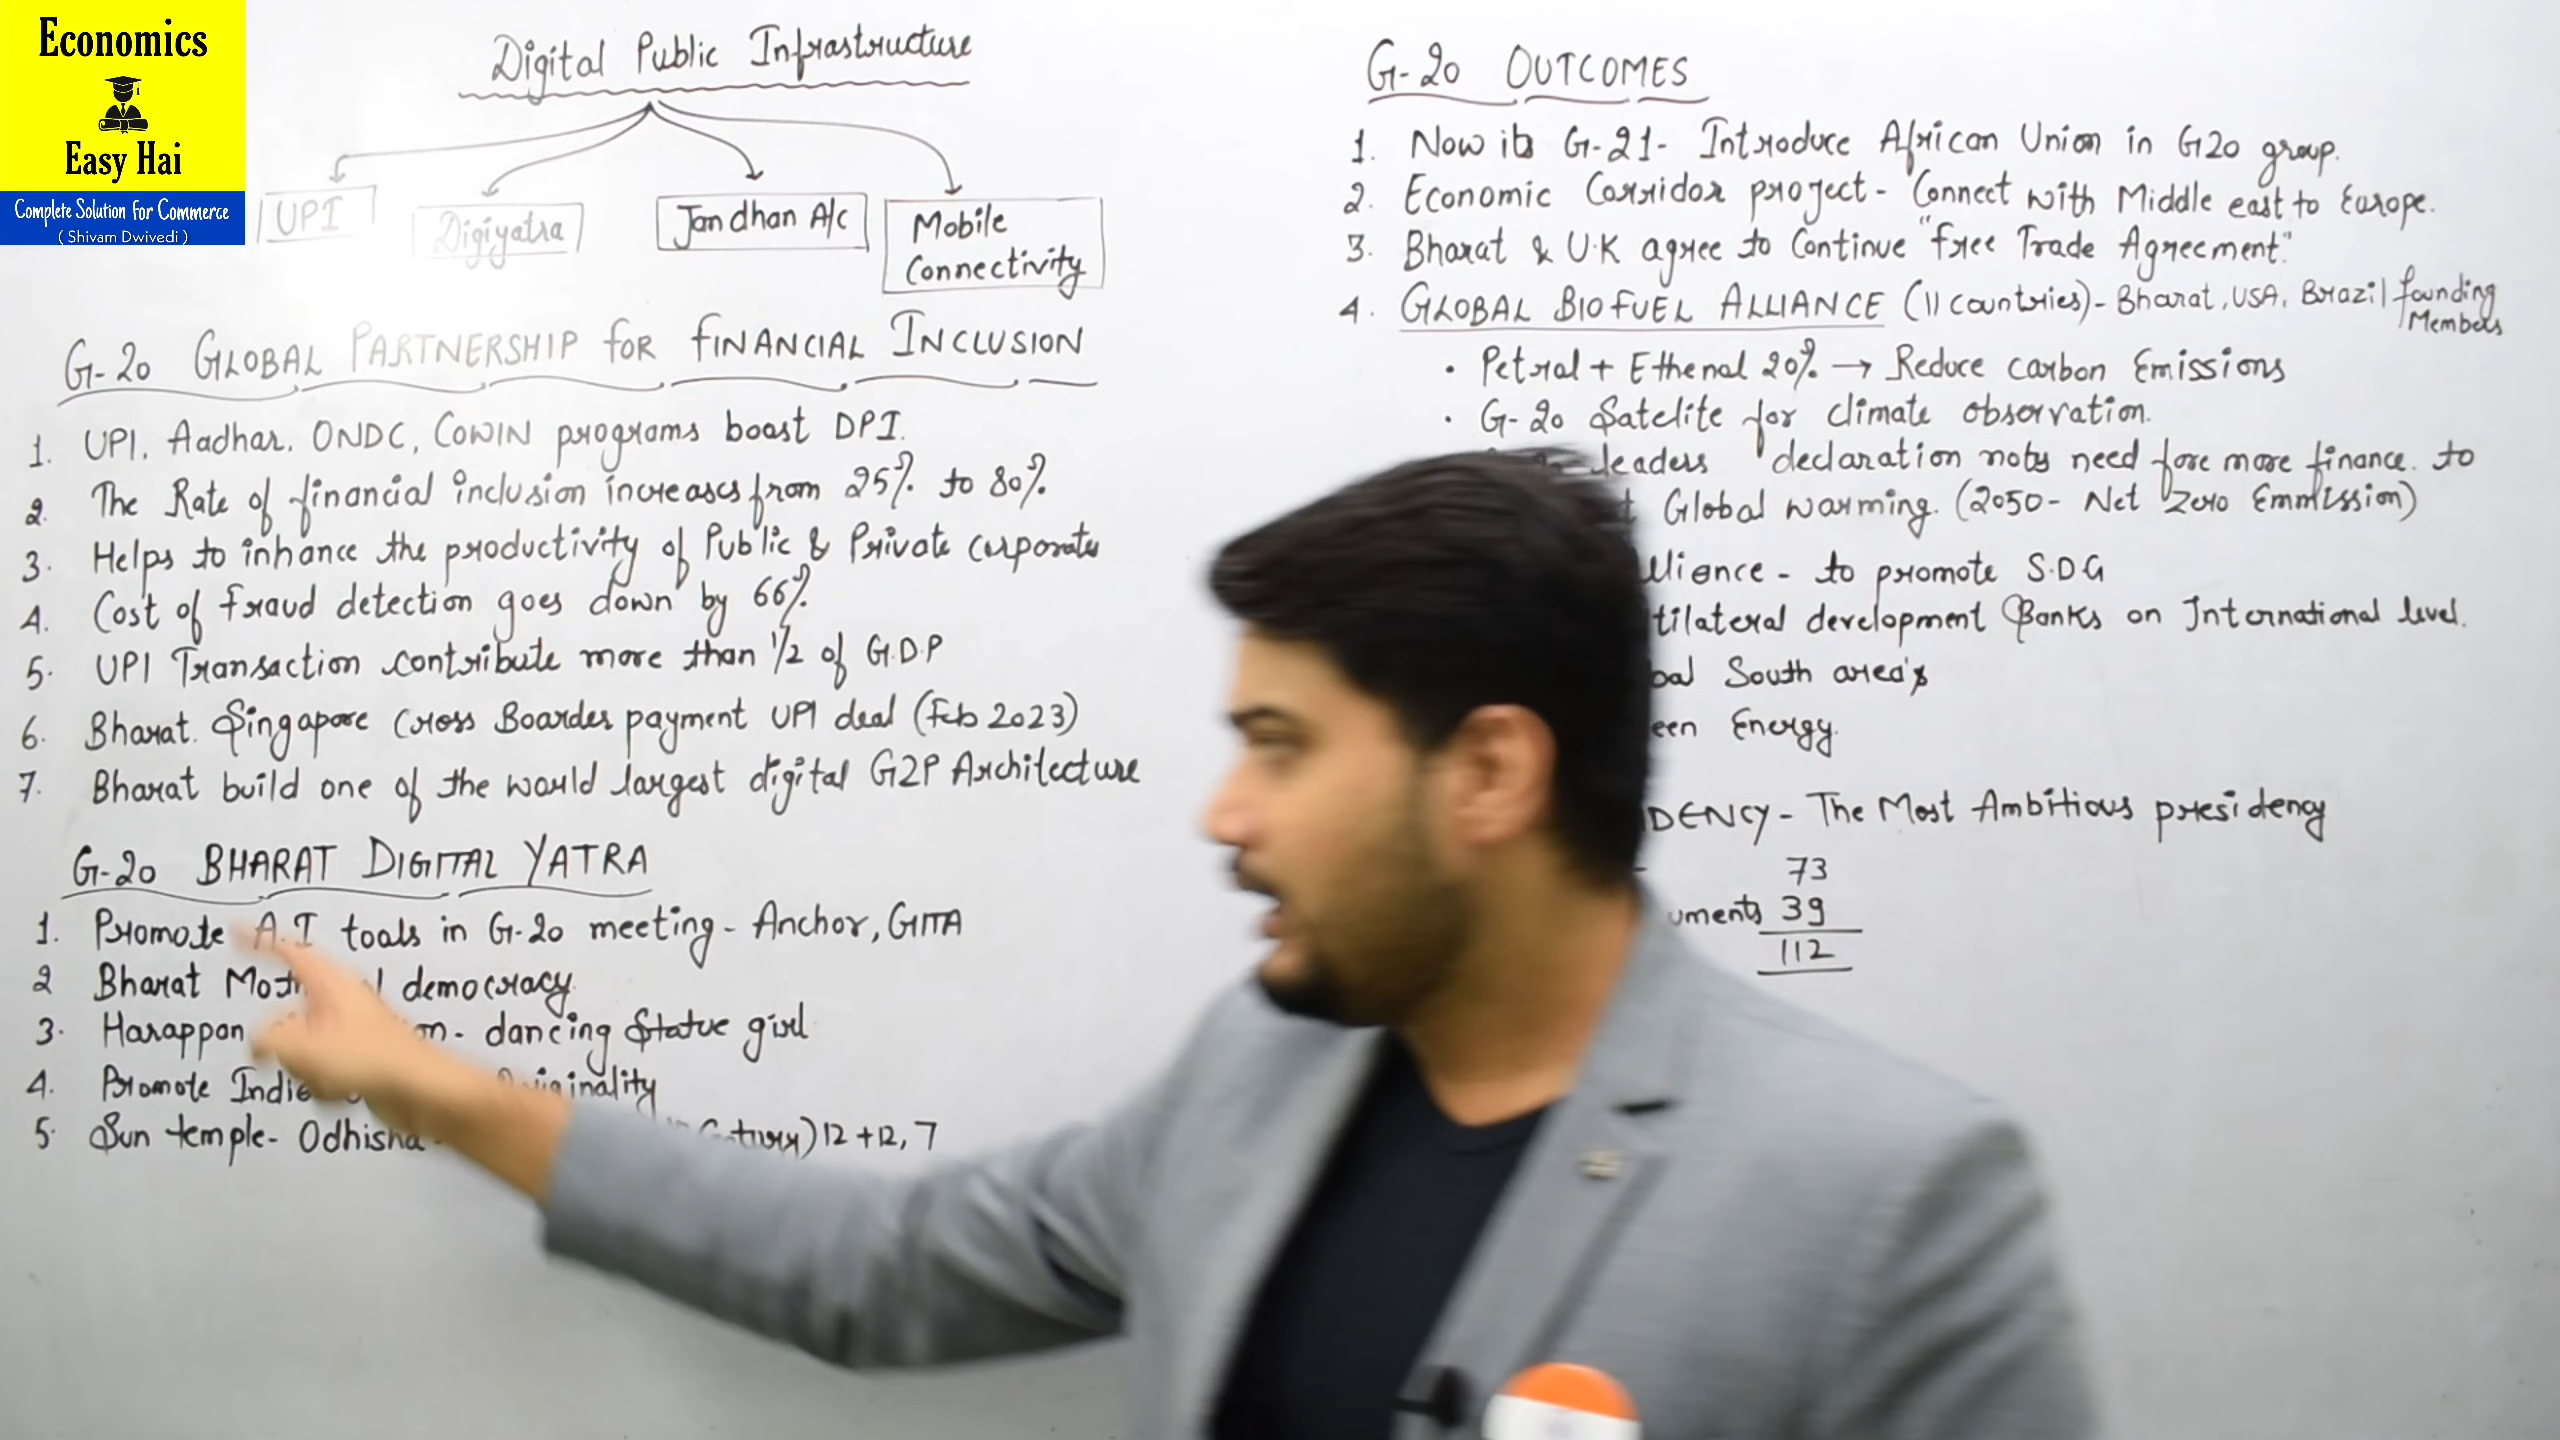 Economics
Easy Hai
Complete Solution for Commerce
( Shivam Dwivedi )
Digital Public Infrastructure
UPI
Digiyatra
Jandhan A/c
Mobile
Connectivity
G-20 GLOBAL PARTNERSHIP FOR FINANCIAL INCLUSION
1. UPI, Aadhar, ONDC, COWIN programs boast DPI.
2. The Rate of financial inclusion increases from 25% to 80%
3. Helps to inhance the productivity of Public & Private corporate
4. Cost of fraud detection goes down by 66%
5. UPI Transaction contribute more than 1/2 of G.D.P
6. Bharat. Singapore Cross Boarder payment UPI deal (Feb 2023)
7. Bharat build one of the world largest digital G2P Architecture
G-20 BHARAT DIGITAL YATRA
1. Promote A.I tools in G-20 meeting - Anchor, GITA
2 Bharat democracy
3. Harappan - dancing Statue girl
4. Promote
5. Sun temple - Odhisha 12+12, 7
G-20 OUTCOMES
1. Now its G-21- Introduce African Union in G20 group.
2. Economic Corridor project - Connect with Middle east to Europe.
3. Bharat & U.K agree to Continue "free Trade Agreement."
4. GLOBAL BIOFUEL ALLIANCE (11 countries) - Bharat, USA, Brazil founding Members
• Petrol + Ethenol 20% → Reduce carbon Emissions
• G-20 Satelite for climate observation.
leaders declaration nots need fore more finance. to
Global warming. (2050- Net Zero Emmission)
lliance - to promote S.D.G
tilateral development Banks on International level.
bal South area's
een Energy.
DENCY - The Most Ambitious presidency
73
uments 39
112